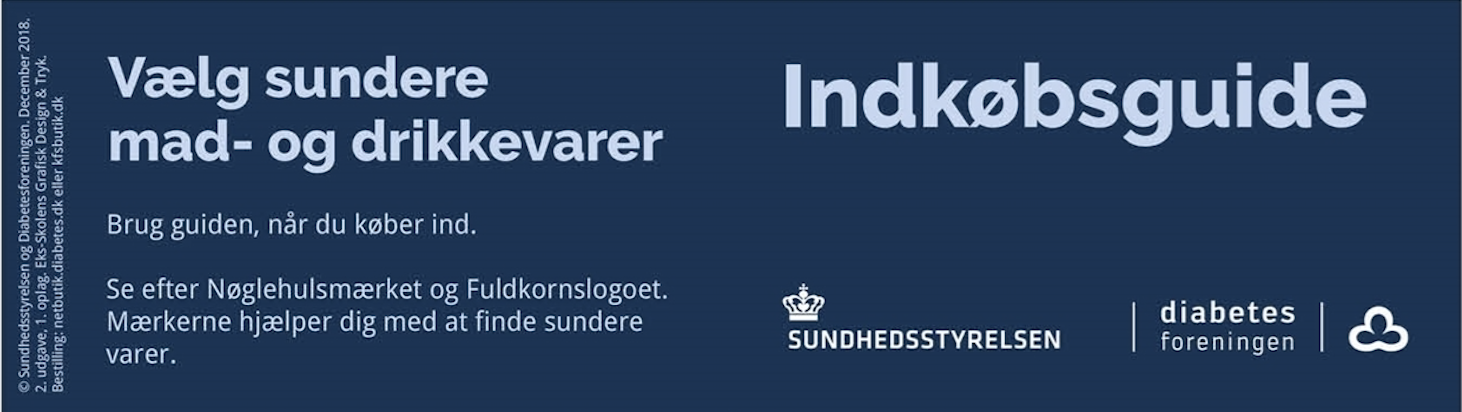 © Sundhedsstyrelsen og Diabetesforeningen, December 2018.
2. udgave, 1. oplag. Eks-Skolens Grafisk Design & Tryk.
Bestilling: netbutik.diabetes.dk eller kfsbutik.dk
Vælg sundere
mad- og drikkevarer
Brug guiden, når du køber ind.
Se efter Nøglehulsmærket og Fuldkornslogoet.
Mærkerne hjælper dig med at finde sundere
varer.
Indkøbsguide
SUNDHEDSSTYRELSEN
diabetes
foreningen